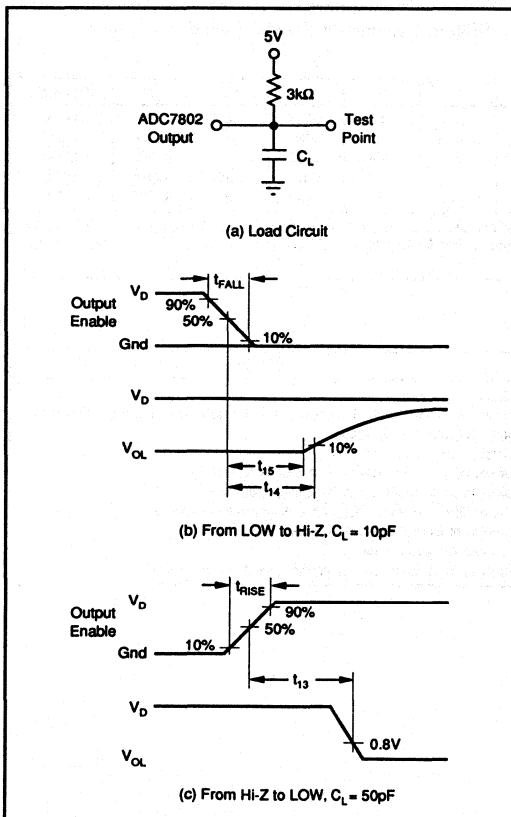 5V
3kΩ
ADC7802
Output
Test
Point
C_L
(a) Load Circuit
t_FALL
V_D
Output
Enable
90%
50%
10%
Gnd
V_D
V_OL
10%
t_15
t_14
(b) From LOW to Hi-Z, C_L = 10pF
t_RISE
V_D
Output
Enable
90%
50%
10%
Gnd
t_13
V_D
0.8V
V_OL
(c) From Hi-Z to LOW, C_L = 50pF